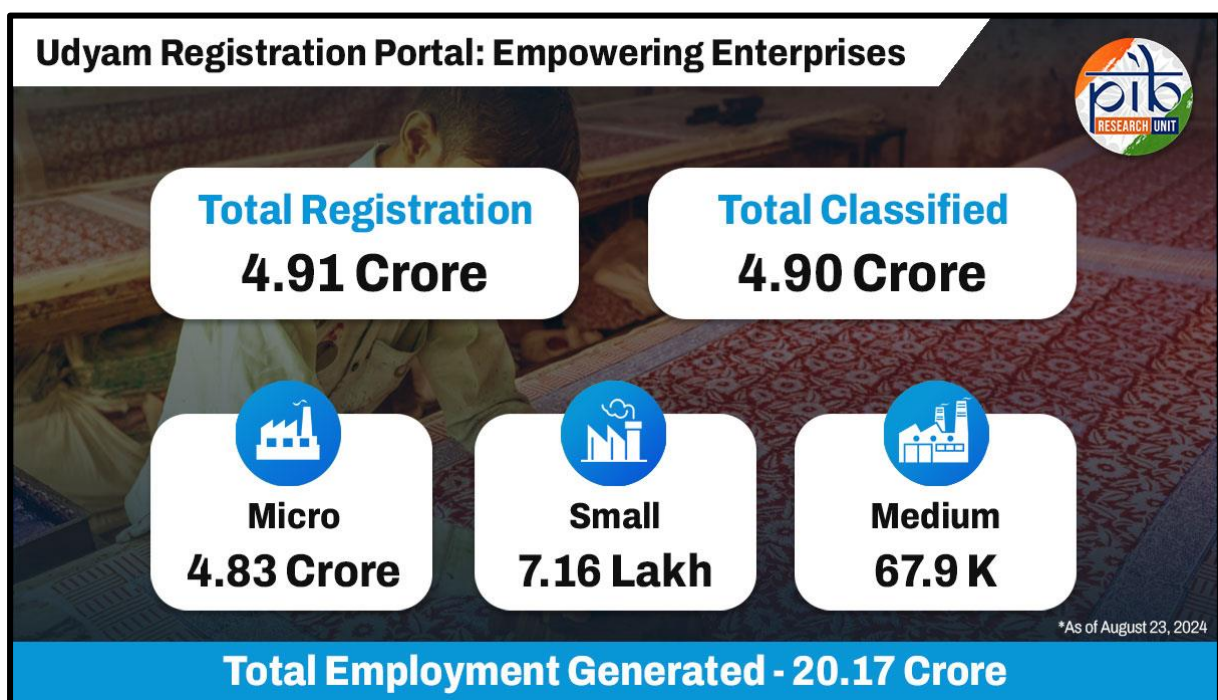 Udyam Registration Portal: Empowering Enterprises
pib
RESEARCH UNIT
Total Registration
4.91 Crore
Total Classified
4.90 Crore
Micro
4.83 Crore
Small
7.16 Lakh
Medium
67.9 K
*As of August 23, 2024
Total Employment Generated - 20.17 Crore